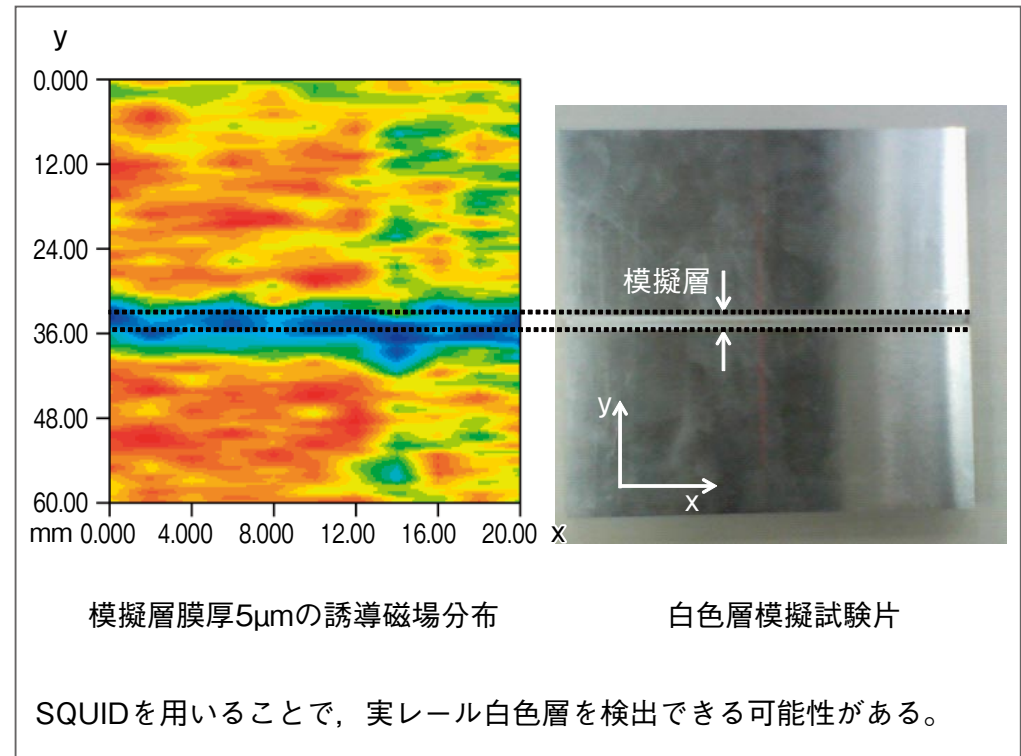 y
0.000
12.00
24.00
36.00
48.00
60.00
mm 0.000 4.000 8.000 12.00 16.00 20.00 x
模擬層
y
x
模擬層膜厚5μmの誘導磁場分布
白色層模擬試験片
SQUIDを用いることで，実レール白色層を検出できる可能性がある。